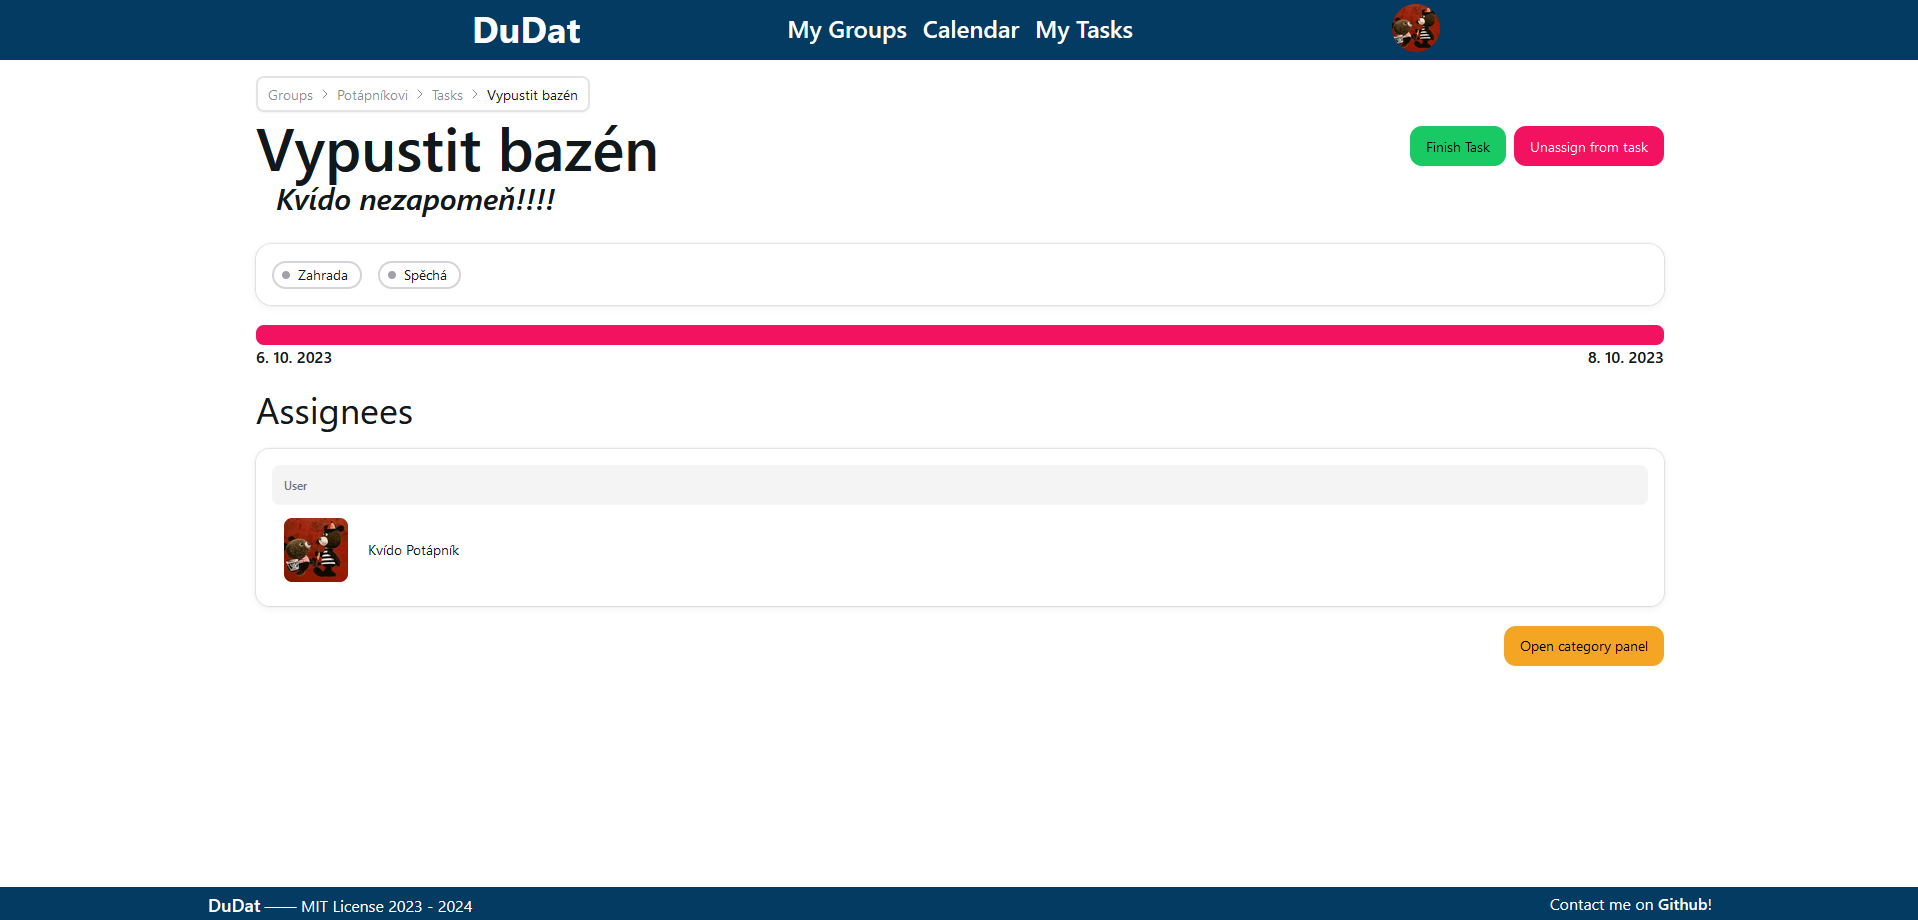 DuDat My Groups Calendar My Tasks
Groups > Potápníkovi > Tasks > Vypustit bazén
Vypustit bazén
Finish Task Unassign from task
Kvído nezapomeň!!!!
Zahrada Spěchá
6. 10. 2023 8. 10. 2023
Assignees
User
Kvído Potápník
Open category panel
DuDat —— MIT License 2023 - 2024 Contact me on Github!